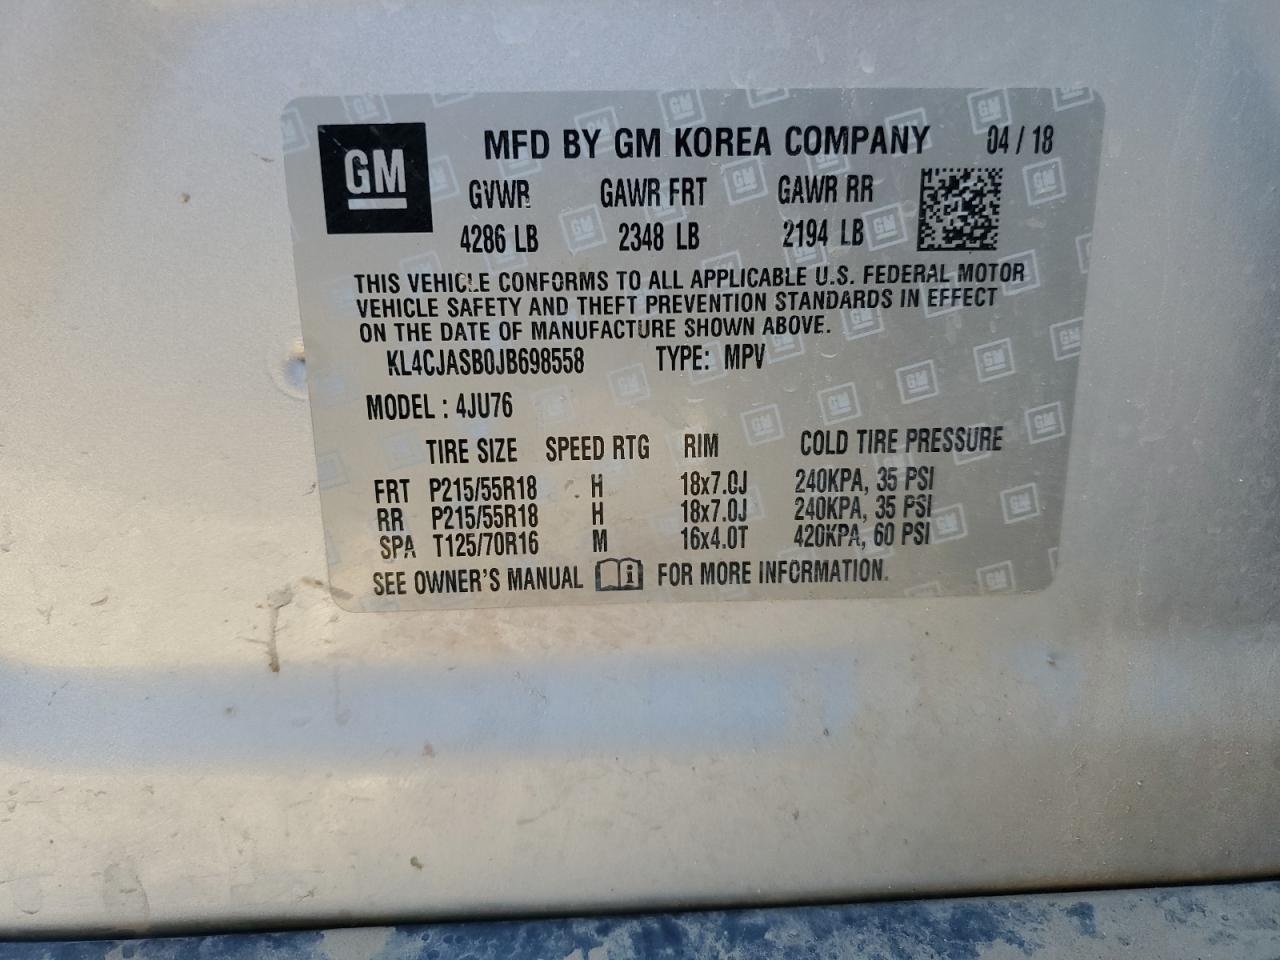 GM
MFD BY GM KOREA COMPANY 04 / 18
GVWR GAWR FRT GAWR RR
4286 LB 2348 LB 2194 LB
THIS VEHICLE CONFORMS TO ALL APPLICABLE U.S. FEDERAL MOTOR
VEHICLE SAFETY AND THEFT PREVENTION STANDARDS IN EFFECT
ON THE DATE OF MANUFACTURE SHOWN ABOVE.
KL4CJASB0JB698558 TYPE: MPV
MODEL : 4JU76
TIRE SIZE SPEED RTG RIM COLD TIRE PRESSURE
FRT P215/55R18 H 18x7.0J 240KPA, 35 PSI
RR P215/55R18 H 18x7.0J 240KPA, 35 PSI
SPA T125/70R16 M 16x4.0T 420KPA, 60 PSI
SEE OWNER'S MANUAL FOR MORE INFORMATION.